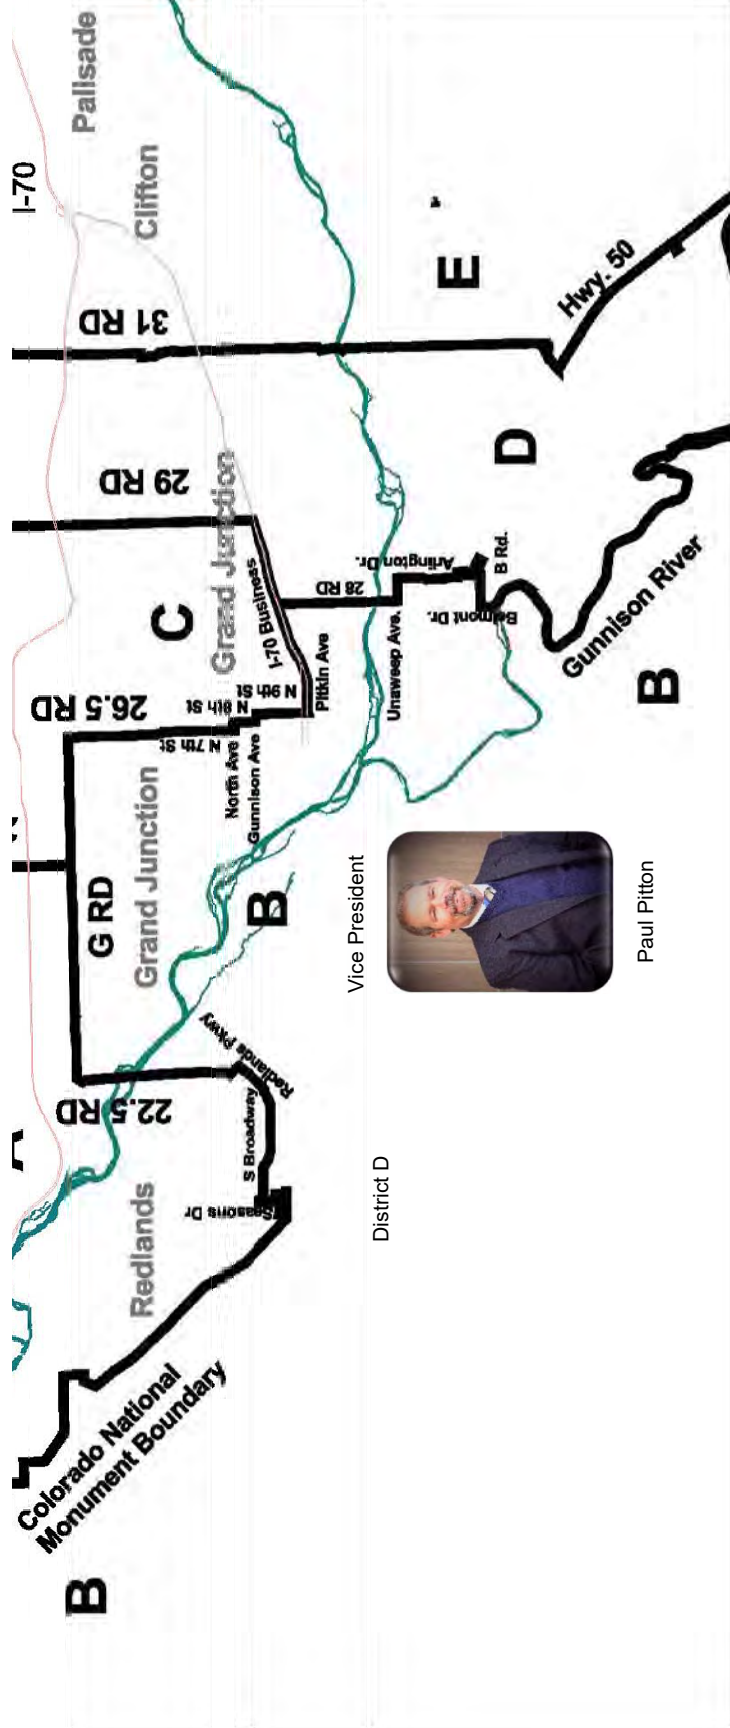 Palisade
I-70
Clifton
31 RD
E
Hwy. 50
29 RD
Grand Junction
D
C
I-70 Business
28 RD
Arlington Dr.
B Rd.
Belmont Dr.
Gunnison River
26.5 RD
N 9th St
N 8th St
N 7th St
Pitkin Ave
Unaweep Ave.
B
North Ave
Gunnison Ave
Grand Junction
G RD
B
Vice President
Paul Pitton
22.5 RD
Redlands Pkwy
S Broadway
Seasons Dr
Redlands
District D
Colorado National
Monument Boundary
B